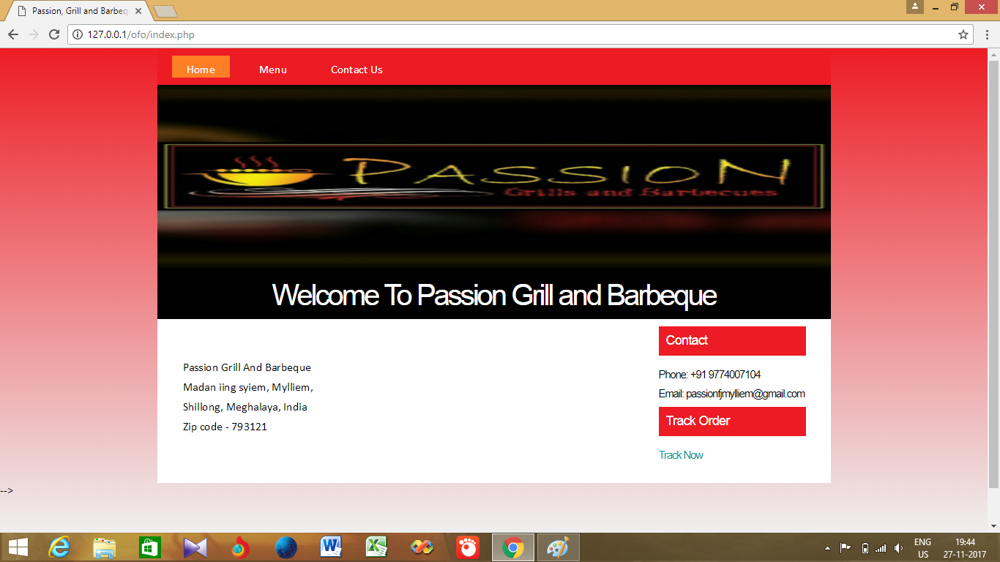 Passion, Grill and Barbeq
127.0.0.1/ofo/index.php
Home Menu Contact Us
PASSION
Grills and Barbecues
Welcome To Passion Grill and Barbeque
Passion Grill And Barbeque
Madan iing syiem, Mylliem,
Shillong, Meghalaya, India
Zip code - 793121
Contact
Phone: +91 9774007104
Email: passionfjmylliem@gmail.com
Track Order
Track Now
-->
ENG 19:44
US 27-11-2017